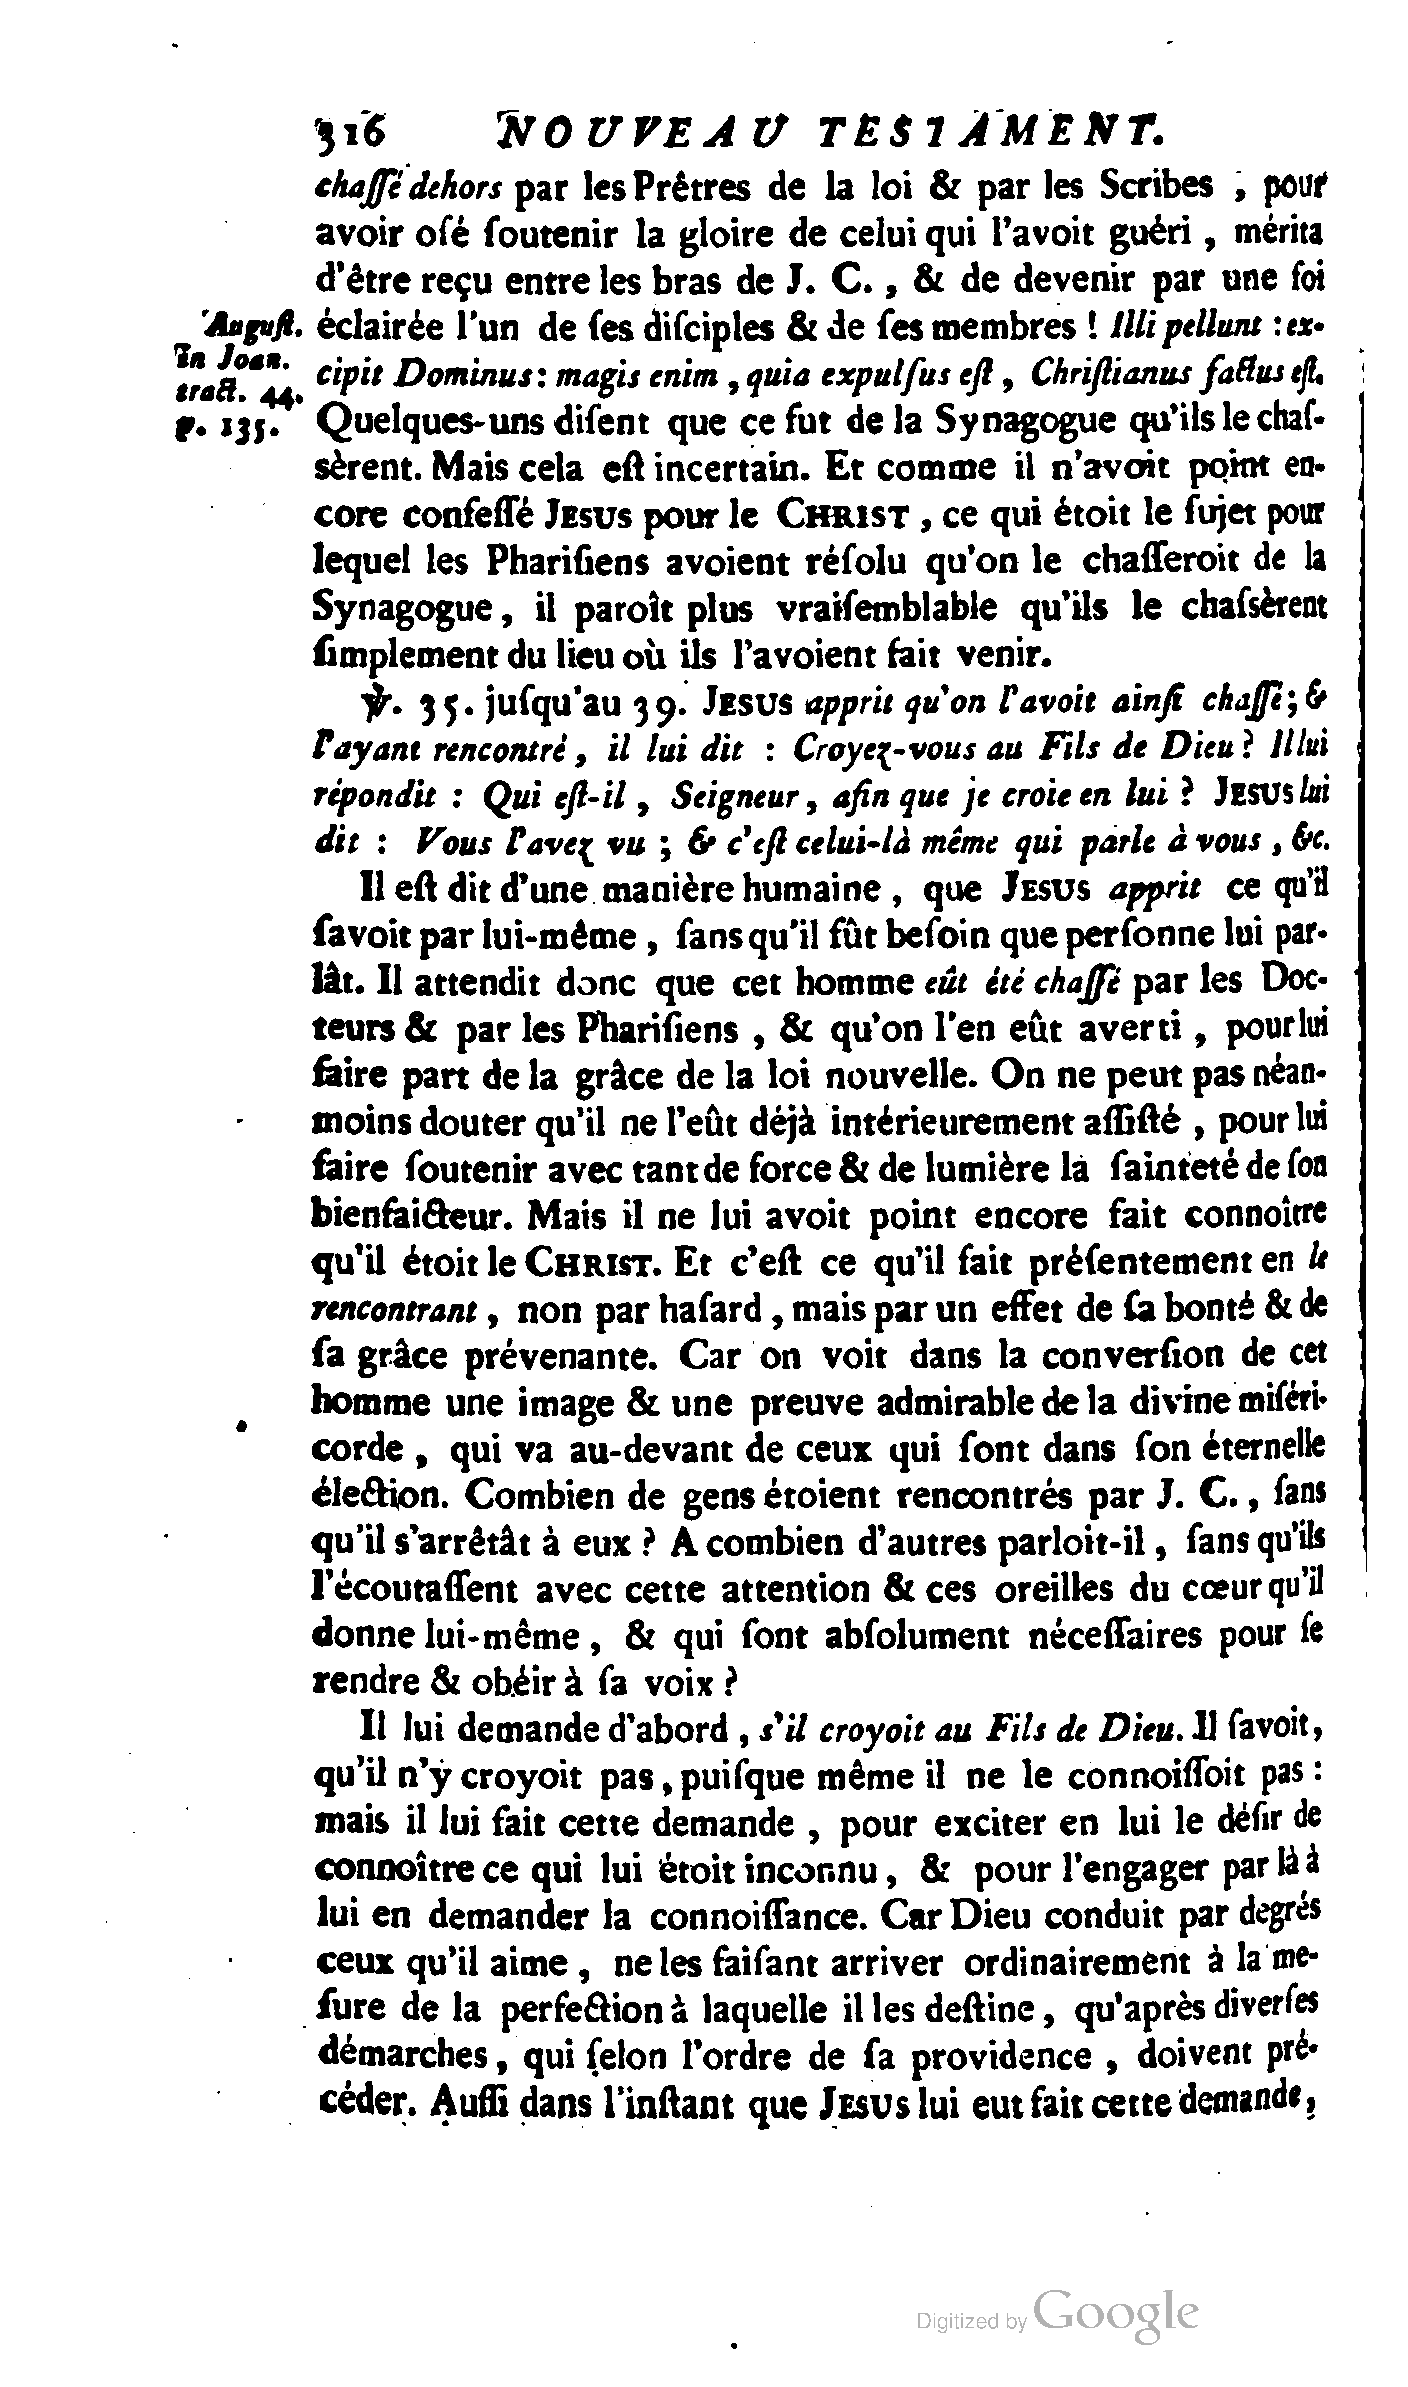 316 NOUVEAU TESTAMENT.
chaſſé dehors par les Prêtres de la loi & par les Scribes, pour
avoir oſé ſoutenir la gloire de celui qui l'avoit guéri, mérita
d'être reçu entre les bras de J. C., & de devenir par une foi
éclairée l'un de ſes diſciples & de ſes membres ! Illi pellunt : ex-
cipit Dominus : magis enim, quia expulſus eſt, Chriſtianus factus eſt.
Auguſt.
in Joan.
tract. 44.
p. 135.
Quelques-uns diſent que ce fut de la Synagogue qu'ils le chaſ-
sèrent. Mais cela eſt incertain. Et comme il n'avoit point en-
core confeſſé JESUS pour le CHRIST, ce qui étoit le ſujet pour
lequel les Phariſiens avoient réſolu qu'on le chaſſeroit de la
Synagogue, il paroît plus vraiſemblable qu'ils le chaſsèrent
ſimplement du lieu où ils l'avoient fait venir.
℣. 35. juſqu'au 39. JESUS apprit qu'on l'avoit ainſi chaſſé ; &
l'ayant rencontré, il lui dit : Croyez-vous au Fils de Dieu ? Il lui
répondit : Qui eſt-il, Seigneur, afin que je croie en lui ? JESUS lui
dit : Vous l'avez vu ; & c'eſt celui-là même qui parle à vous, &c.
Il eſt dit d'une manière humaine, que JESUS apprit ce qu'il
ſavoit par lui-même, ſans qu'il fût beſoin que perſonne lui par-
lât. Il attendit donc que cet homme eût été chaſſé par les Doc-
teurs & par les Phariſiens, & qu'on l'en eût averti, pour lui
faire part de la grâce de la loi nouvelle. On ne peut pas néan-
moins douter qu'il ne l'eût déjà intérieurement aſſiſté, pour lui
faire ſoutenir avec tant de force & de lumière la ſainteté de ſon
bienfaicteur. Mais il ne lui avoit point encore fait connoître
qu'il étoit le CHRIST. Et c'eſt ce qu'il fait préſentement en le
rencontrant, non par haſard, mais par un effet de ſa bonté & de
ſa grâce prévenante. Car on voit dans la converſion de cet
homme une image & une preuve admirable de la divine miſéri-
corde, qui va au-devant de ceux qui ſont dans ſon éternelle
élection. Combien de gens étoient rencontrés par J. C., ſans
qu'il s'arrêtât à eux ? A combien d'autres parloit-il, ſans qu'ils
l'écoutaſſent avec cette attention & ces oreilles du cœur qu'il
donne lui-même, & qui ſont abſolument néceſſaires pour ſe
rendre & obéir à ſa voix ?
Il lui demande d'abord, s'il croyoit au Fils de Dieu. Il ſavoit,
qu'il n'y croyoit pas, puiſque même il ne le connoiſſoit pas :
mais il lui fait cette demande, pour exciter en lui le déſir de
connoître ce qui lui étoit inconnu, & pour l'engager par là à
lui en demander la connoiſſance. Car Dieu conduit par degrés
ceux qu'il aime, ne les faiſant arriver ordinairement à la me-
ſure de la perfection à laquelle il les deſtine, qu'après diverſes
démarches, qui ſelon l'ordre de ſa providence, doivent pré-
céder. Auſſi dans l'inſtant que JESUS lui eut fait cette demande,
Digitized by Google